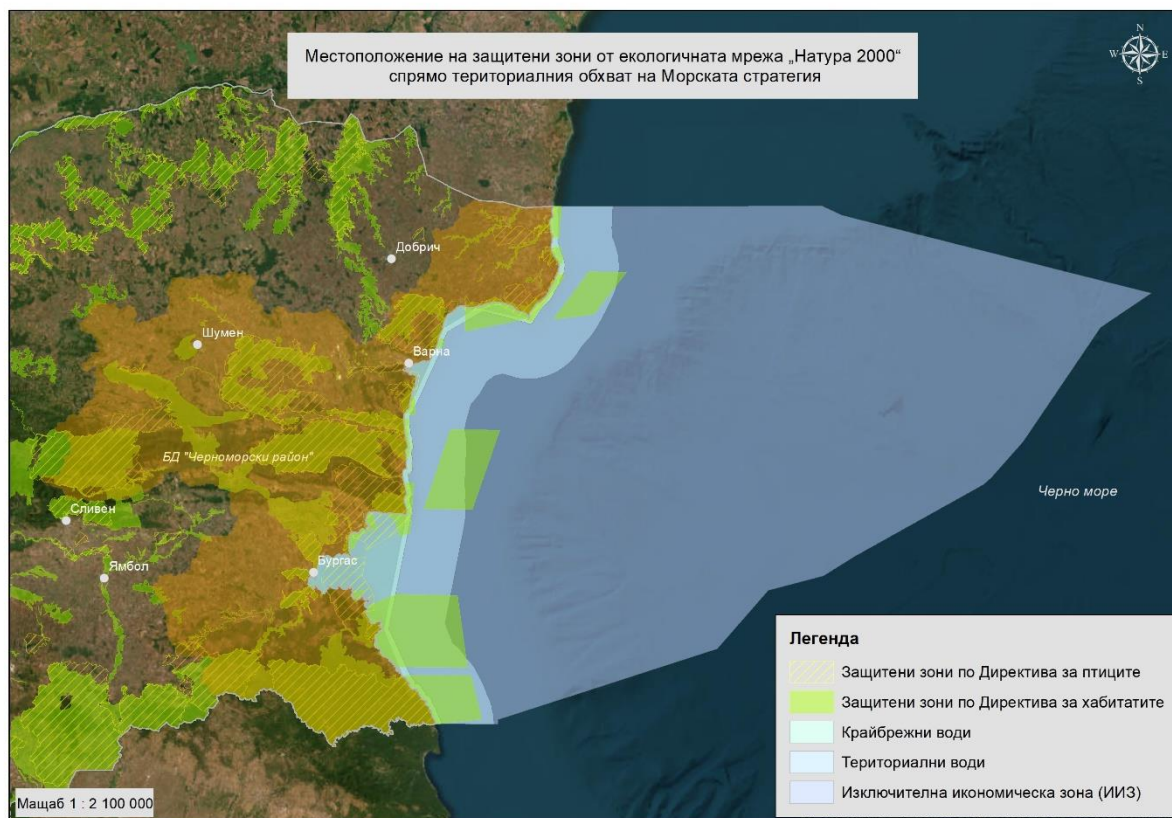 Местоположение на защитени зони от екологичната мрежа „Натура 2000“
спрямо териториалния обхват на Морската стратегия
N
W
E
S
Добрич
Шумен
Варна
БД "Черноморски район"
Черно море
Сливен
Бургас
Ямбол
Легенда
Защитени зони по Директива за птиците
Защитени зони по Директива за хабитатите
Крайбрежни води
Териториални води
Изключителна икономическа зона (ИИЗ)
Мащаб 1 : 2 100 000